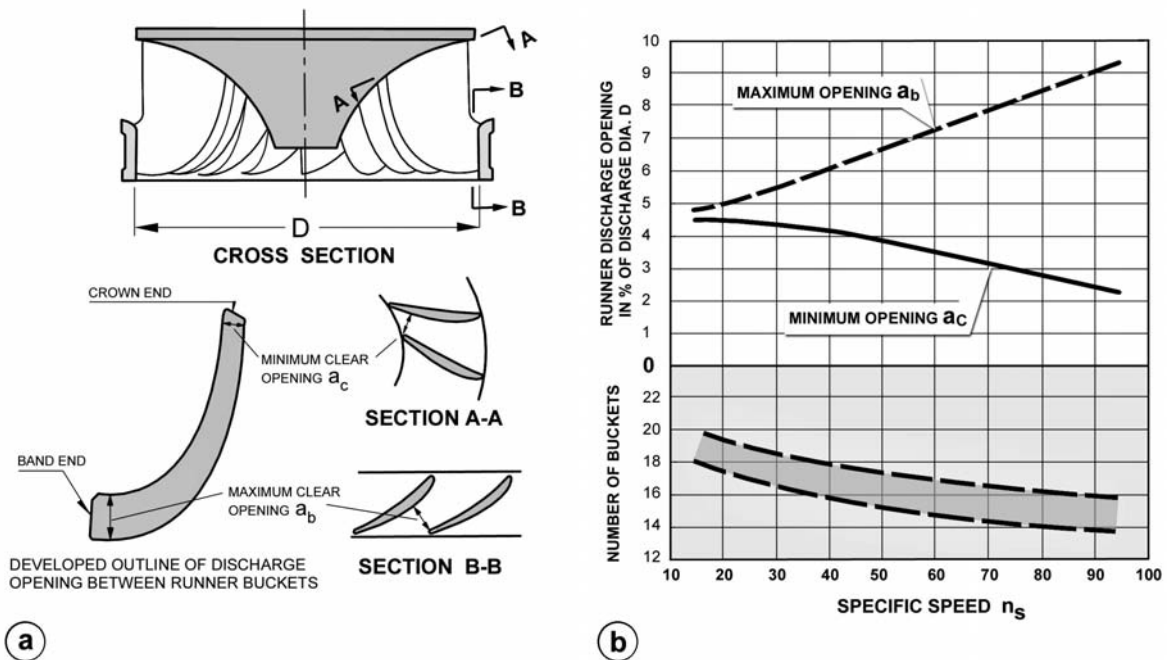 A
A
B
B
D
CROSS SECTION
CROWN END
MINIMUM CLEAR
OPENING ac
SECTION A-A
BAND END
MAXIMUM CLEAR
OPENING ab
SECTION B-B
DEVELOPED OUTLINE OF DISCHARGE
OPENING BETWEEN RUNNER BUCKETS
a
RUNNER DISCHARGE OPENING
IN % OF DISCHARGE DIA. D
10
9
8
7
6
5
4
3
2
1
0
MAXIMUM OPENING ab
MINIMUM OPENING aC
NUMBER OF BUCKETS
22
20
18
16
14
12
10 20 30 40 50 60 70 80 90 100
SPECIFIC SPEED ns
b